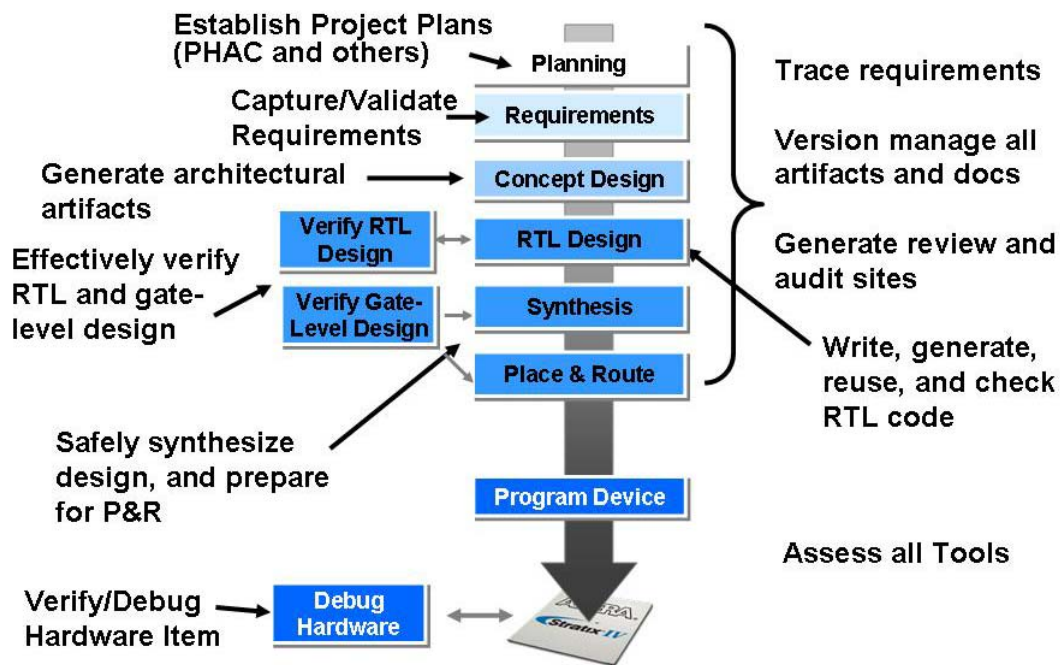 Establish Project Plans
(PHAC and others)
Planning
Trace requirements
Capture/Validate
Requirements
Requirements
Version manage all
artifacts and docs
Generate architectural
artifacts
Concept Design
Verify RTL
Design
RTL Design
Generate review and
audit sites
Effectively verify
RTL and gate-
level design
Verify Gate-
Level Design
Synthesis
Write, generate,
reuse, and check
RTL code
Place & Route
Safely synthesize
design, and prepare
for P&R
Program Device
Assess all Tools
Verify/Debug
Hardware Item
Debug
Hardware
Stratix IV